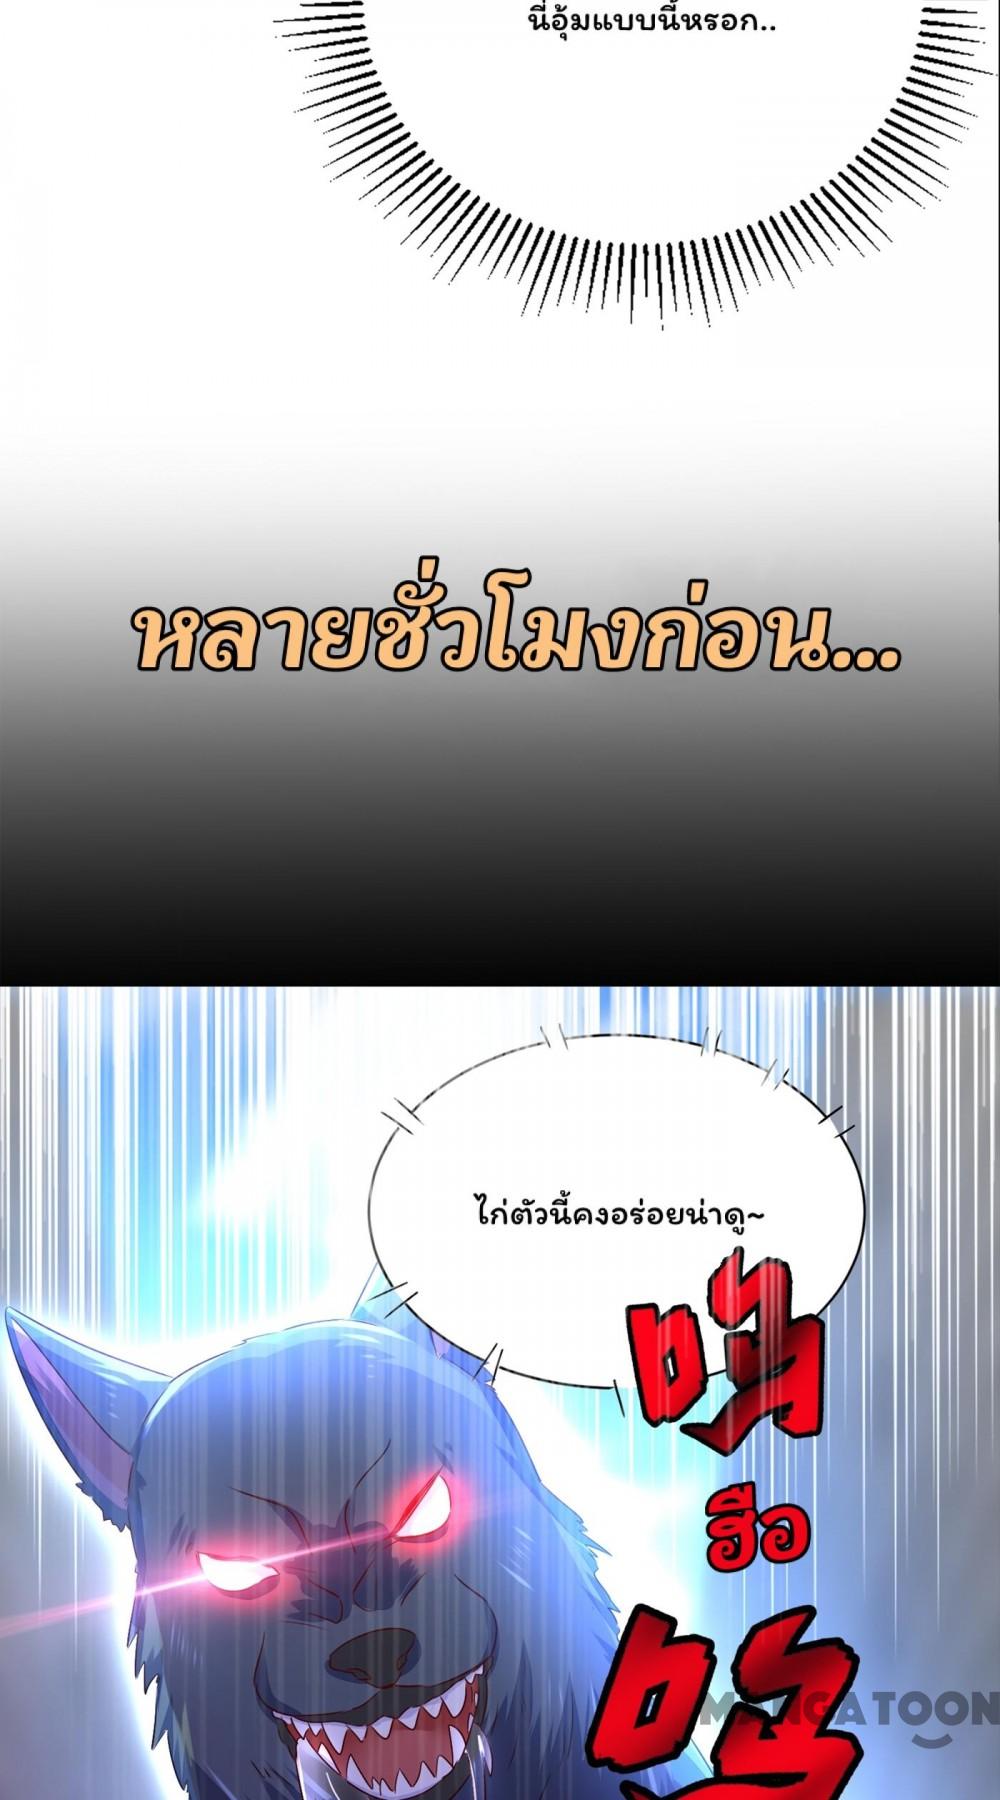 นี่อุ้มแบบนี้หรอก..
หลายชั่วโมงก่อน...
ไก่ตัวนี้คงอร่อยน่าดู~
ฮือ
MANGATOON